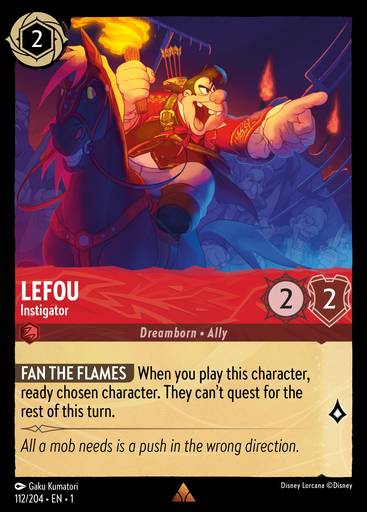 2
LEFOU
Instigator
2
2
Dreamborn • Ally
FAN THE FLAMES When you play this character,
ready chosen character. They can't quest for the
rest of this turn.
All a mob needs is a push in the wrong direction.
Gaku Kumatori
Disney Lorcana ©Disney
112/204 • EN • 1